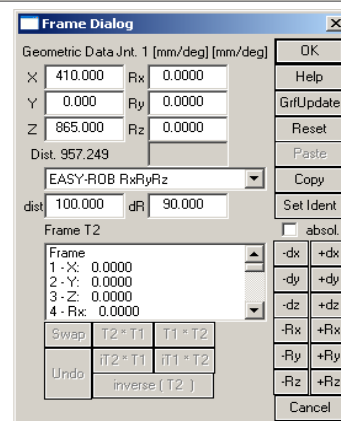 Frame Dialog
Geometric Data Jnt. 1 [mm/deg] [mm/deg] OK
X 410.000 Rx 0.0000 Help
Y 0.000 Ry 0.0000 GrfUpdate
Z 865.000 Rz 0.0000 Reset
Dist. 957.249 Paste
EASY-ROB RxRyRz Copy
dist 100.000 dR 90.000 Set Ident
Frame T2 absol.
Frame
1 - X: 0.0000 -dx +dx
2 - Y: 0.0000 -dy +dy
3 - Z: 0.0000 -dz +dz
4 - Rx: 0.0000
Swap T2 * T1 T1 * T2 -Rx +Rx
Undo iT2 * T1 iT1 * T2 -Ry +Ry
inverse ( T2 ) -Rz +Rz
Cancel